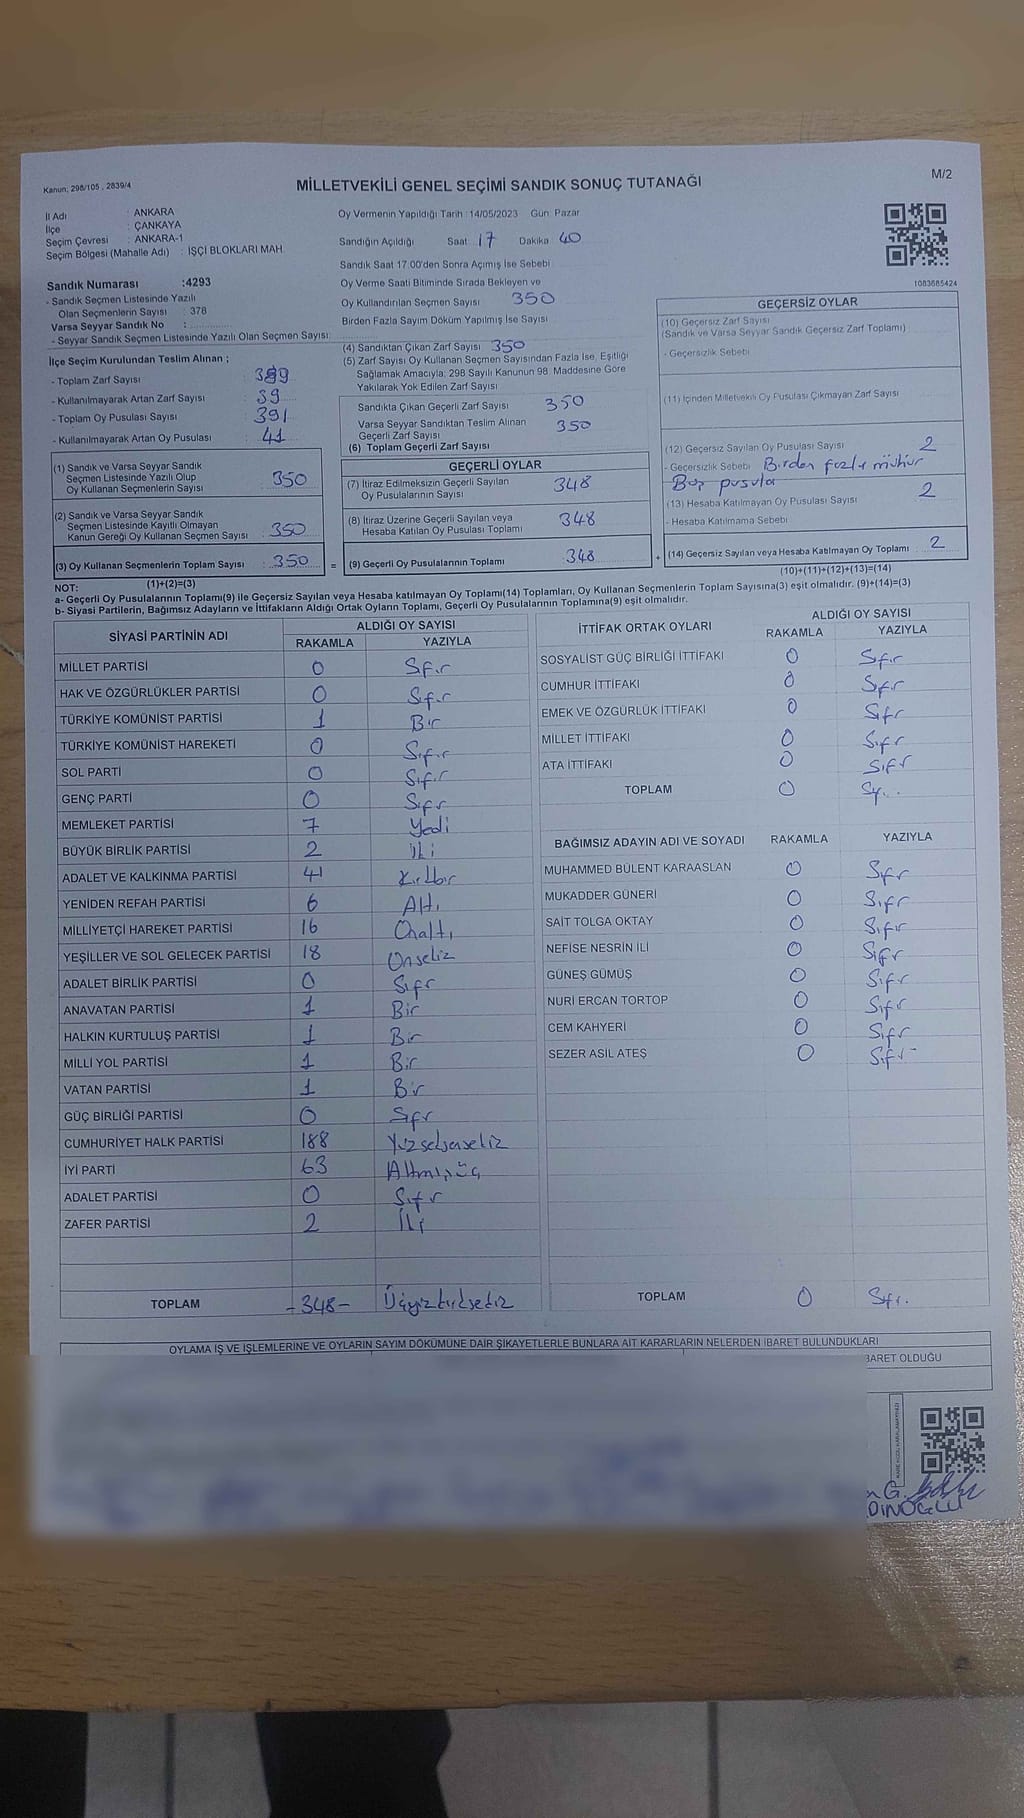 Kanun; 298/105 , 2839/4
MİLLETVEKİLİ GENEL SEÇİMİ SANDIK SONUÇ TUTANAĞI
M/2
İl Adı : ANKARA
İlçe : ÇANKAYA
Seçim Çevresi : ANKARA-1
Seçim Bölgesi (Mahalle Adı) : İŞÇİ BLOKLARI MAH.
Sandık Numarası :4293
- Sandık Seçmen Listesinde Yazılı
Olan Seçmenlerin Sayısı : 378
Varsa Seyyar Sandık No :
- Seyyar Sandık Seçmen Listesinde Yazılı Olan Seçmen Sayısı:
İlçe Seçim Kurulundan Teslim Alınan ;
- Toplam Zarf Sayısı : 389
- Kullanılmayarak Artan Zarf Sayısı : 39
- Toplam Oy Pusulası Sayısı : 391
- Kullanılmayarak Artan Oy Pusulası : 41
(1) Sandık ve Varsa Seyyar Sandık
Seçmen Listesinde Yazılı Olup
Oy Kullanan Seçmenlerin Sayısı : 350
(2) Sandık ve Varsa Seyyar Sandık
Seçmen Listesinde Kayıtlı Olmayan
Kanun Gereği Oy Kullanan Seçmen Sayısı : 350
(3) Oy Kullanan Seçmenlerin Toplam Sayısı : 350
(1)+(2)=(3)
Oy Vermenin Yapıldığı Tarih :14/05/2023 Gün: Pazar
Sandığın Açıldığı Saat 17 Dakika 40
Sandık Saat 17:00'den Sonra Açımış İse Sebebi
Oy Verme Saati Bitiminde Sırada Bekleyen ve
Oy Kullandırılan Seçmen Sayısı 350
Birden Fazla Sayım Döküm Yapılmış İse Sayısı
(4) Sandıktan Çıkan Zarf Sayısı 350
(5) Zarf Sayısı Oy Kullanan Seçmen Sayısından Fazla İse, Eşitliği
Sağlamak Amacıyla; 298 Sayılı Kanunun 98. Maddesine Göre
Yakılarak Yok Edilen Zarf Sayısı
Sandıkta Çıkan Geçerli Zarf Sayısı 350
Varsa Seyyar Sandıktan Teslim Alınan
Geçerli Zarf Sayısı 350
(6) Toplam Geçerli Zarf Sayısı
GEÇERLİ OYLAR
(7) İtiraz Edilmeksizin Geçerli Sayılan
Oy Pusulalarının Sayısı 348
(8) İtiraz Üzerine Geçerli Sayılan veya
Hesaba Katılan Oy Pusulası Toplamı 348
= (9) Geçerli Oy Pusulalarının Toplamı 348 +
1083685424
GEÇERSİZ OYLAR
(10) Geçersiz Zarf Sayısı
(Sandık ve Varsa Seyyar Sandık Geçersiz Zarf Toplamı)
- Geçersizlik Sebebi
(11) İçinden Milletvekili Oy Pusulası Çıkmayan Zarf Sayısı
(12) Geçersiz Sayılan Oy Pusulası Sayısı 2
- Geçersizlik Sebebi Birden fazla mühür
Boş pusula
(13) Hesaba Katılmayan Oy Pusulası Sayısı 2
- Hesaba Katılmama Sebebi
(14) Geçersiz Sayılan veya Hesaba Katılmayan Oy Toplamı : 2
(10)+(11)+(12)+(13)=(14)
NOT:
a- Geçerli Oy Pusulalarının Toplamı(9) ile Geçersiz Sayılan veya Hesaba katılmayan Oy Toplamı(14) Toplamları, Oy Kullanan Seçmenlerin Toplam Sayısına(3) eşit olmalıdır. (9)+(14)=(3)
b- Siyasi Partilerin, Bağımsız Adayların ve İttifakların Aldığı Ortak Oyların Toplamı, Geçerli Oy Pusulalarının Toplamına(9) eşit olmalıdır.
SİYASİ PARTİNİN ADI
ALDIĞI OY SAYISI
RAKAMLA YAZIYLA
MİLLET PARTİSİ 0 Sıfır
HAK VE ÖZGÜRLÜKLER PARTİSİ 0 Sıfır
TÜRKİYE KOMÜNİST PARTİSİ 1 Bir
TÜRKİYE KOMÜNİST HAREKETİ 0 Sıfır
SOL PARTİ 0 Sıfır
GENÇ PARTİ 0 Sıfır
MEMLEKET PARTİSİ 7 Yedi
BÜYÜK BİRLİK PARTİSİ 2 İki
ADALET VE KALKINMA PARTİSİ 41 Kırkbir
YENİDEN REFAH PARTİSİ 6 Altı
MİLLİYETÇİ HAREKET PARTİSİ 16 Onaltı
YEŞİLLER VE SOL GELECEK PARTİSİ 18 Onsekiz
ADALET BİRLİK PARTİSİ 0 Sıfır
ANAVATAN PARTİSİ 1 Bir
HALKIN KURTULUŞ PARTİSİ 1 Bir
MİLLİ YOL PARTİSİ 1 Bir
VATAN PARTİSİ 1 Bir
GÜÇ BİRLİĞİ PARTİSİ 0 Sıfır
CUMHURİYET HALK PARTİSİ 188 Yüzseksensekiz
İYİ PARTİ 63 Altmışüç
ADALET PARTİSİ 0 Sıfır
ZAFER PARTİSİ 2 İki
TOPLAM -348- Üçyüzkırksekiz
İTTİFAK ORTAK OYLARI
ALDIĞI OY SAYISI
RAKAMLA YAZIYLA
SOSYALİST GÜÇ BİRLİĞİ İTTİFAKI 0 Sıfır
CUMHUR İTTİFAKI 0 Sıfır
EMEK VE ÖZGÜRLÜK İTTİFAKI 0 Sıfır
MİLLET İTTİFAKI 0 Sıfır
ATA İTTİFAKI 0 Sıfır
TOPLAM 0
BAĞIMSIZ ADAYIN ADI VE SOYADI RAKAMLA YAZIYLA
MUHAMMED BÜLENT KARAASLAN 0 Sıfır
MUKADDER GÜNERİ 0 Sıfır
SAİT TOLGA OKTAY 0 Sıfır
NEFİSE NESRİN İLİ 0 Sıfır
GÜNEŞ GÜMÜŞ 0 Sıfır
NURİ ERCAN TORTOP 0 Sıfır
CEM KAHYERİ 0 Sıfır
SEZER ASİL ATEŞ 0 Sıfır
TOPLAM 0 Sıfır
OYLAMA İŞ VE İŞLEMLERİNE VE OYLARIN SAYIM DÖKÜMÜNE DAİR ŞİKAYETLERLE BUNLARA AİT KARARLARIN NELERDEN İBARET BULUNDUKLARI
BARET OLDUĞU